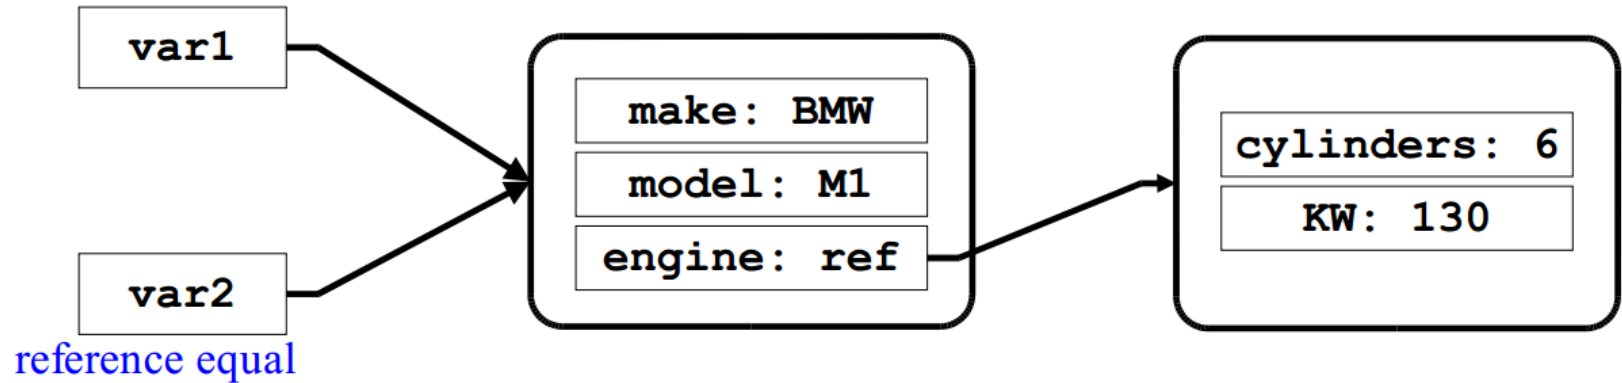 var1
var2
reference equal
make: BMW
model: M1
engine: ref
cylinders: 6
KW: 130